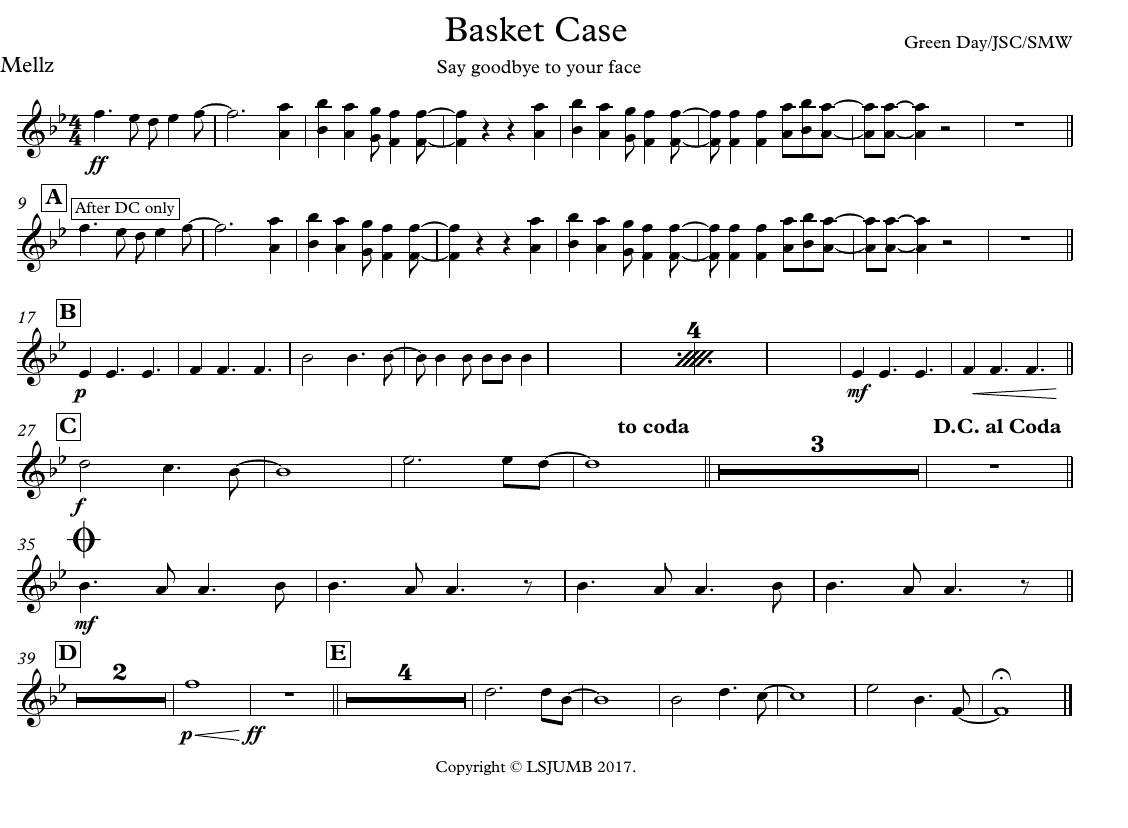 Basket Case
Green Day/JSC/SMW
Mellz
Say goodbye to your face
4
4
ff
9
A
After DC only
17
B
4
p
mf
27
C
to coda
D.C. al Coda
3
f
35
mf
39
D
E
2
4
p
ff
Copyright © LSJUMB 2017.